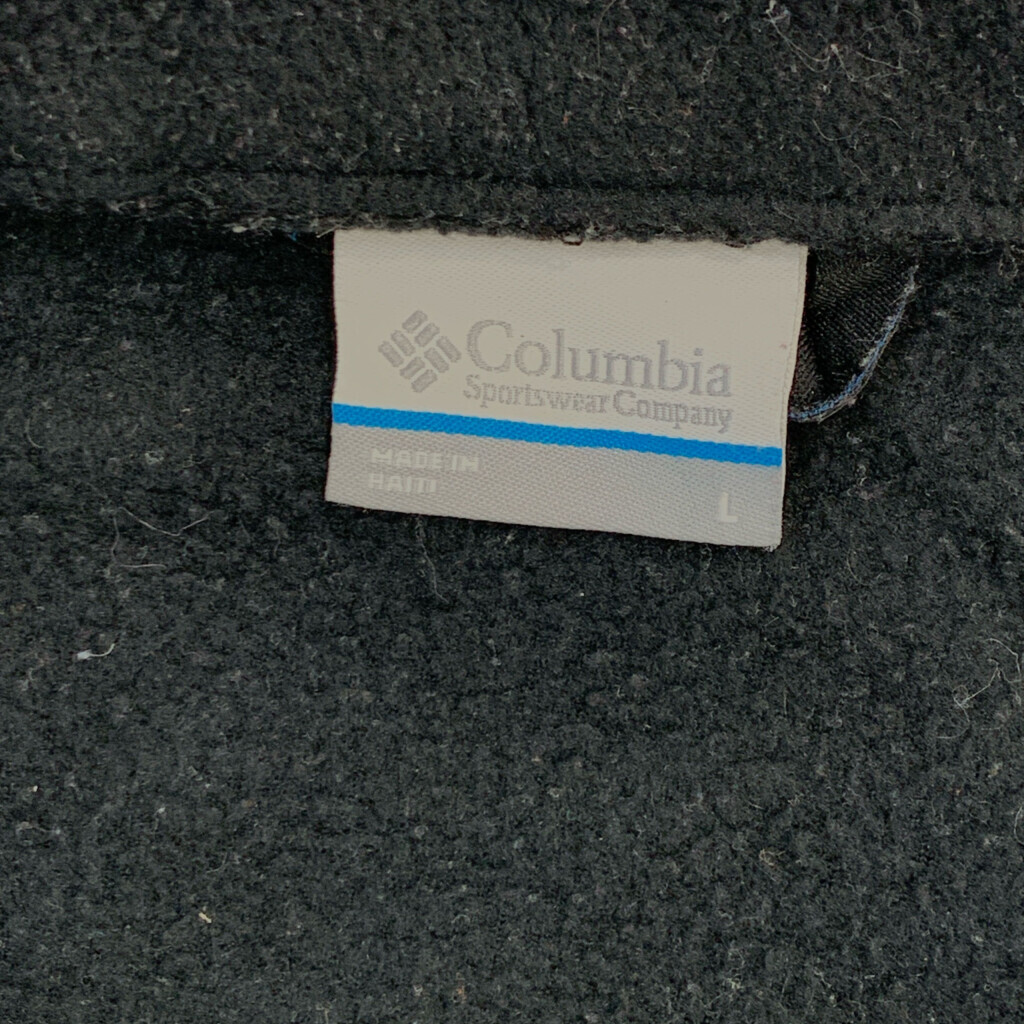 Columbia
Sportswear Company
MADE IN
HAITI
L